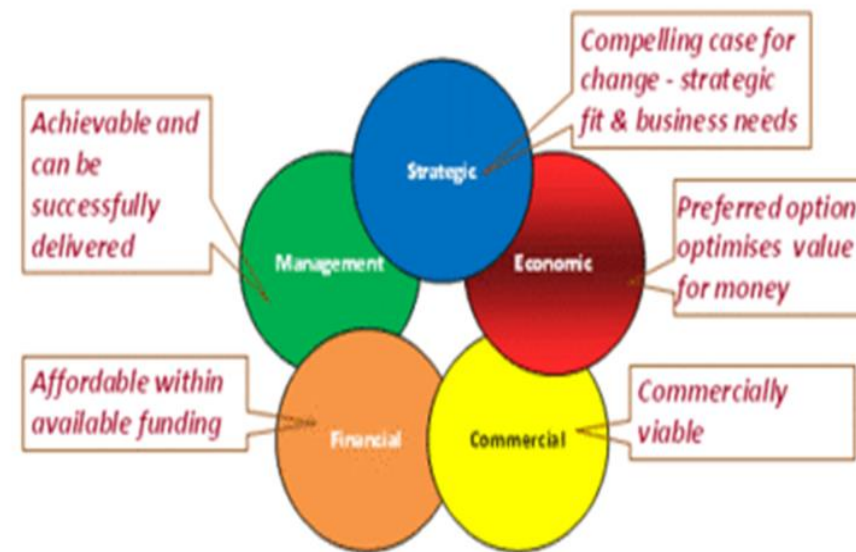 Compelling case for
change - strategic
fit & business needs
Achievable and
can be
successfully
delivered
Strategic
Preferred option
optimises value
for money
Management
Economic
Affordable within
available funding
Commercially
viable
Financial
Commercial